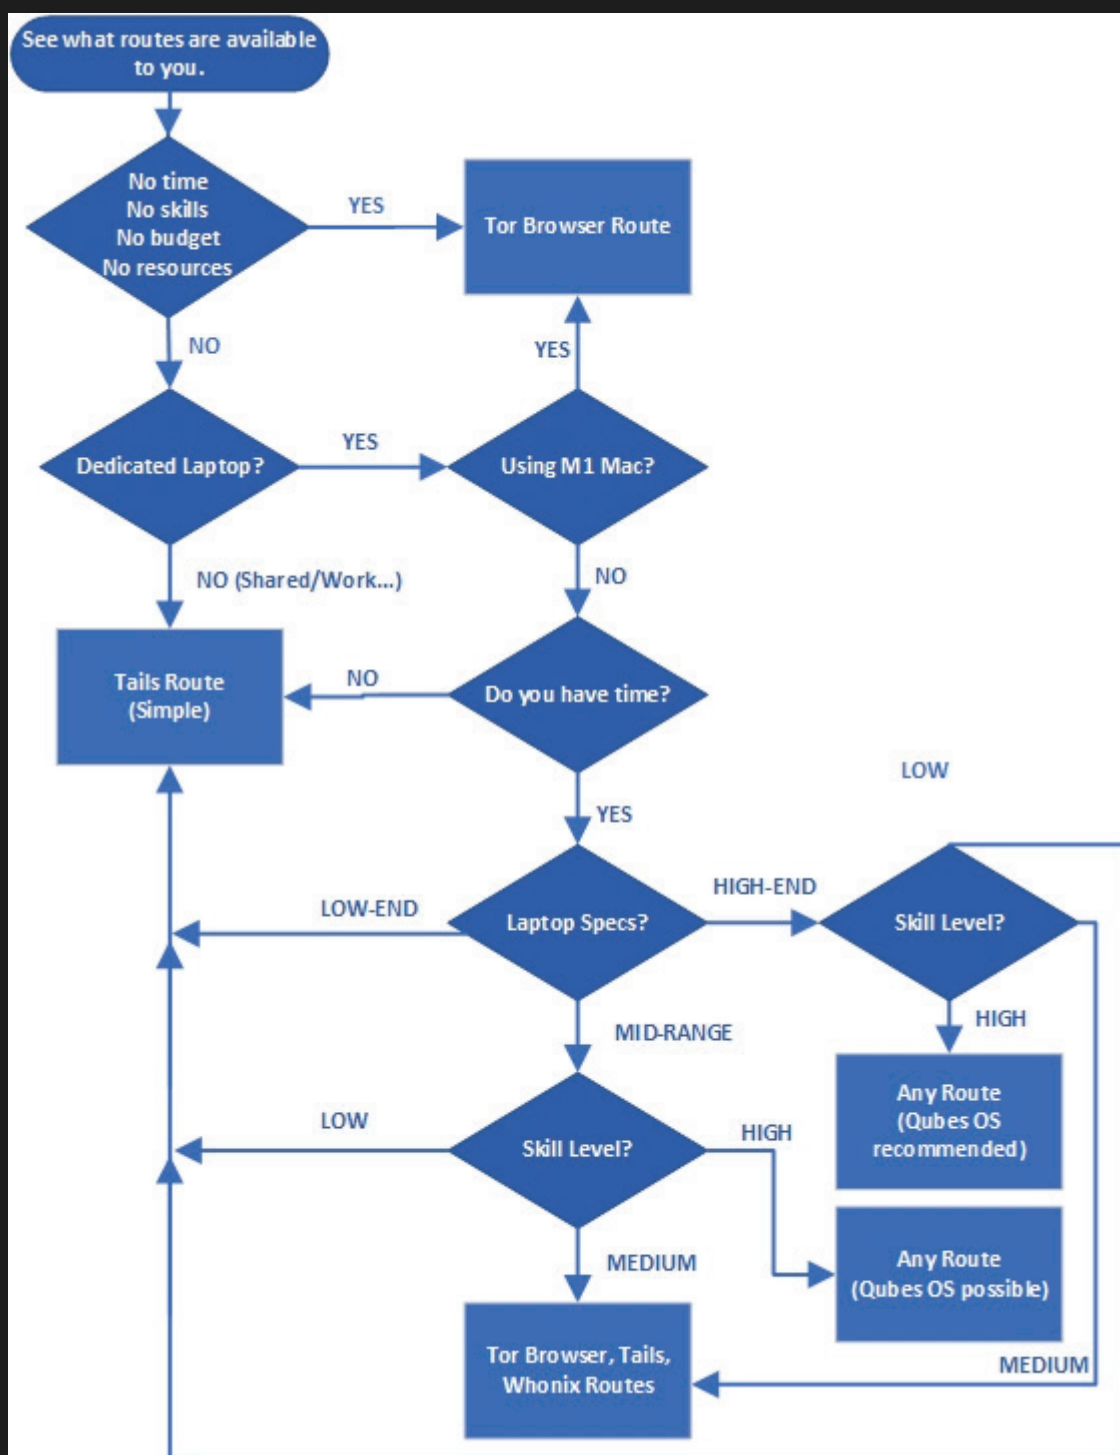 See what routes are available
to you.
No time
No skills
No budget
No resources
YES
Tor Browser Route
NO
YES
Dedicated Laptop?
YES
Using M1 Mac?
NO (Shared/Work...)
NO
Tails Route
(Simple)
NO
Do you have time?
LOW
YES
LOW-END
Laptop Specs?
HIGH-END
Skill Level?
MID-RANGE
HIGH
LOW
Skill Level?
HIGH
Any Route
(Qubes OS
recommended)
MEDIUM
Any Route
(Qubes OS possible)
Tor Browser, Tails,
Whonix Routes
MEDIUM